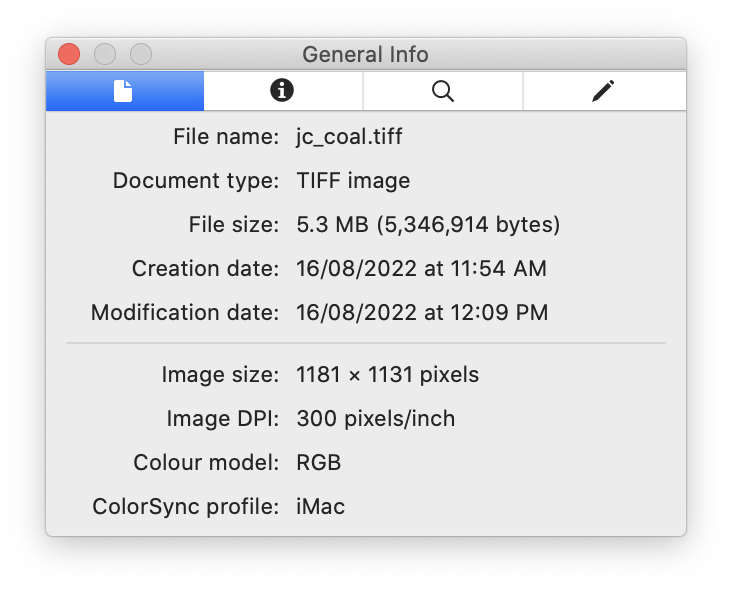 General Info
File name: jc_coal.tiff
Document type: TIFF image
File size: 5.3 MB (5,346,914 bytes)
Creation date: 16/08/2022 at 11:54 AM
Modification date: 16/08/2022 at 12:09 PM
Image size: 1181 × 1131 pixels
Image DPI: 300 pixels/inch
Colour model: RGB
ColorSync profile: iMac